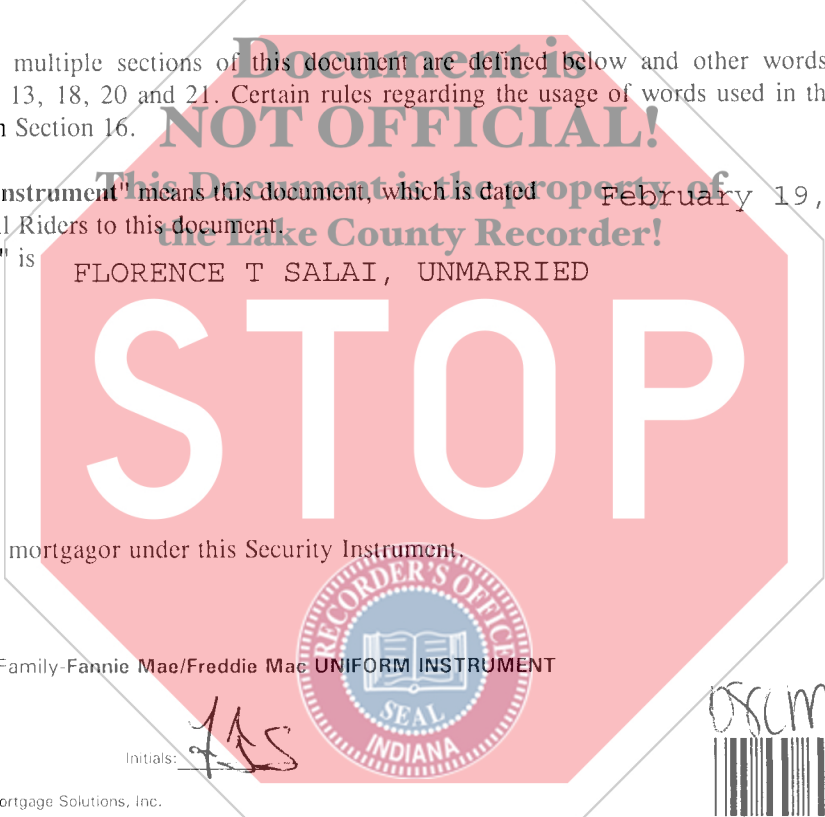 Document is
multiple sections of this document are defined below and other words
13, 18, 20 and 21. Certain rules regarding the usage of words used in th
Section 16.
NOT OFFICIAL!
This Document is the property of
nstrument" means this document, which is dated February 19,
l Riders to this document.
the Lake County Recorder!
" is
FLORENCE T SALAI, UNMARRIED
STOP
mortgagor under this Security Instrument.
RECORDER'S OFFICE
Family-Fannie Mae/Freddie Mac UNIFORM INSTRUMENT
SEAL
INDIANA
Initials: FTS
ortgage Solutions, Inc.